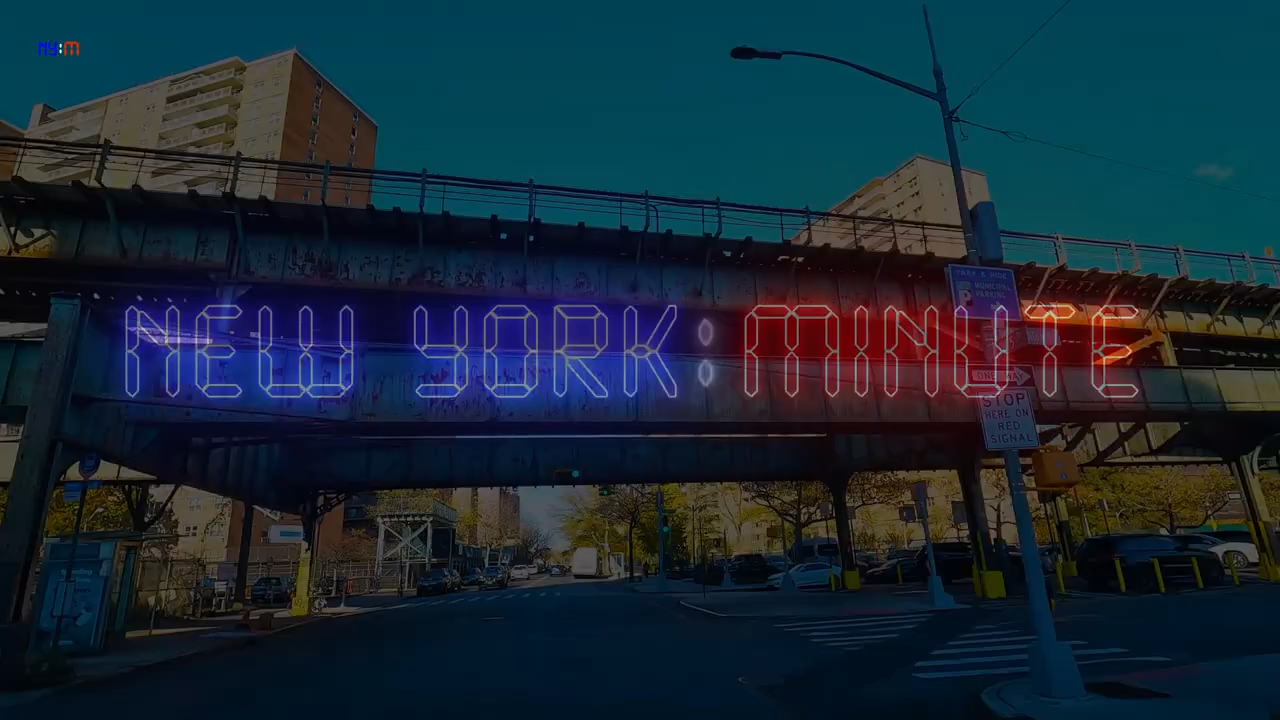 NY:M
NEW YORK:MINUTE
PARK & RIDE
MUNICIPAL
PARKING
ONE WAY
STOP
HERE ON
RED
SIGNAL